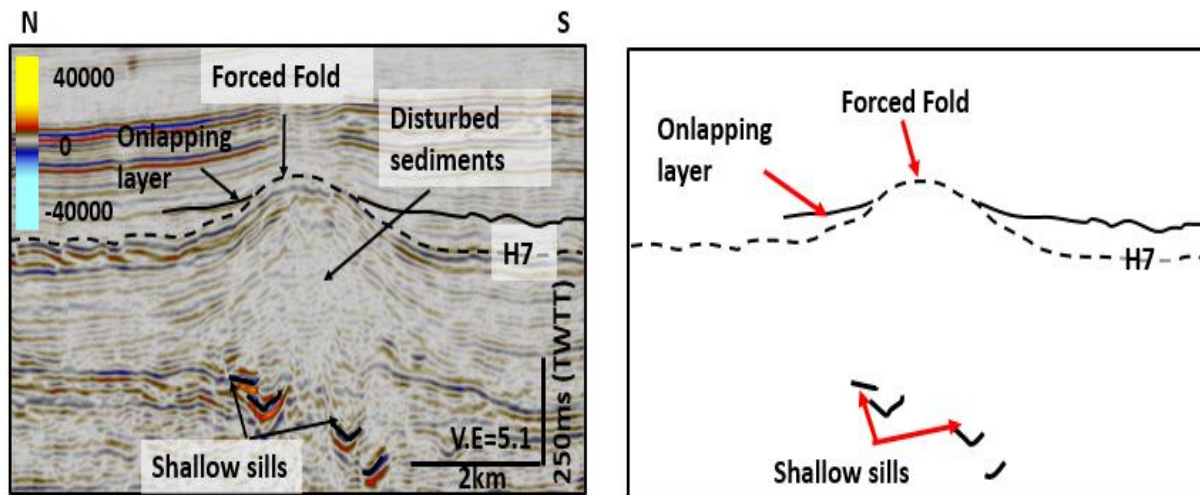 N
S
40000
0
-40000
Forced Fold
Onlapping
layer
Disturbed
sediments
H7
250ms (TWTT)
V.E=5.1
2km
Shallow sills
Forced Fold
Onlapping
layer
H7
Shallow sills